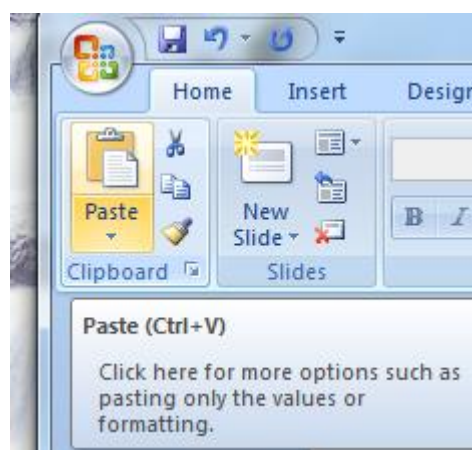 Home Insert Design
Paste
New
Slide
B I
Clipboard Slides
Paste (Ctrl+V)
Click here for more options such as
pasting only the values or
formatting.